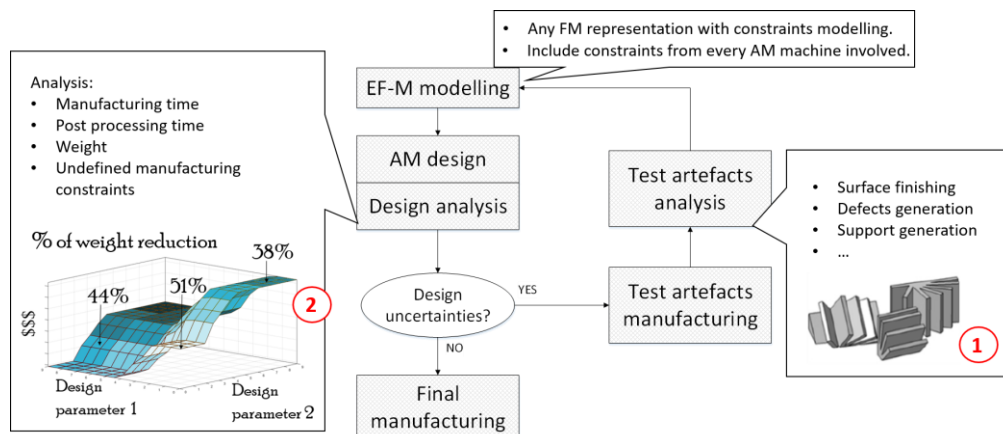 • Any FM representation with constraints modelling.
• Include constraints from every AM machine involved.
EF-M modelling
AM design
Design analysis
Design
uncertainties?
YES
NO
Final
manufacturing
Test artefacts
analysis
Test artefacts
manufacturing
Analysis:
• Manufacturing time
• Post processing time
• Weight
• Undefined manufacturing
constraints
% of weight reduction
38%
51%
44%
$$$
Design
parameter 1
Design
parameter 2
2
• Surface finishing
• Defects generation
• Support generation
• ...
1